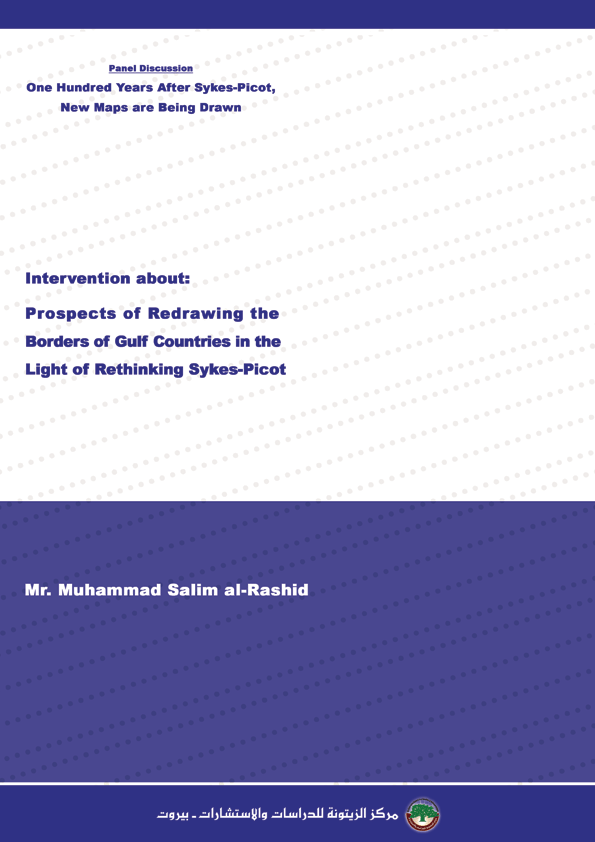 Panel Discussion
One Hundred Years After Sykes-Picot,
New Maps are Being Drawn
Intervention about:
Prospects of Redrawing the
Borders of Gulf Countries in the
Light of Rethinking Sykes-Picot
Mr. Muhammad Salim al-Rashid
مركز الزيتونة للدراسات والاستشارات - بيروت